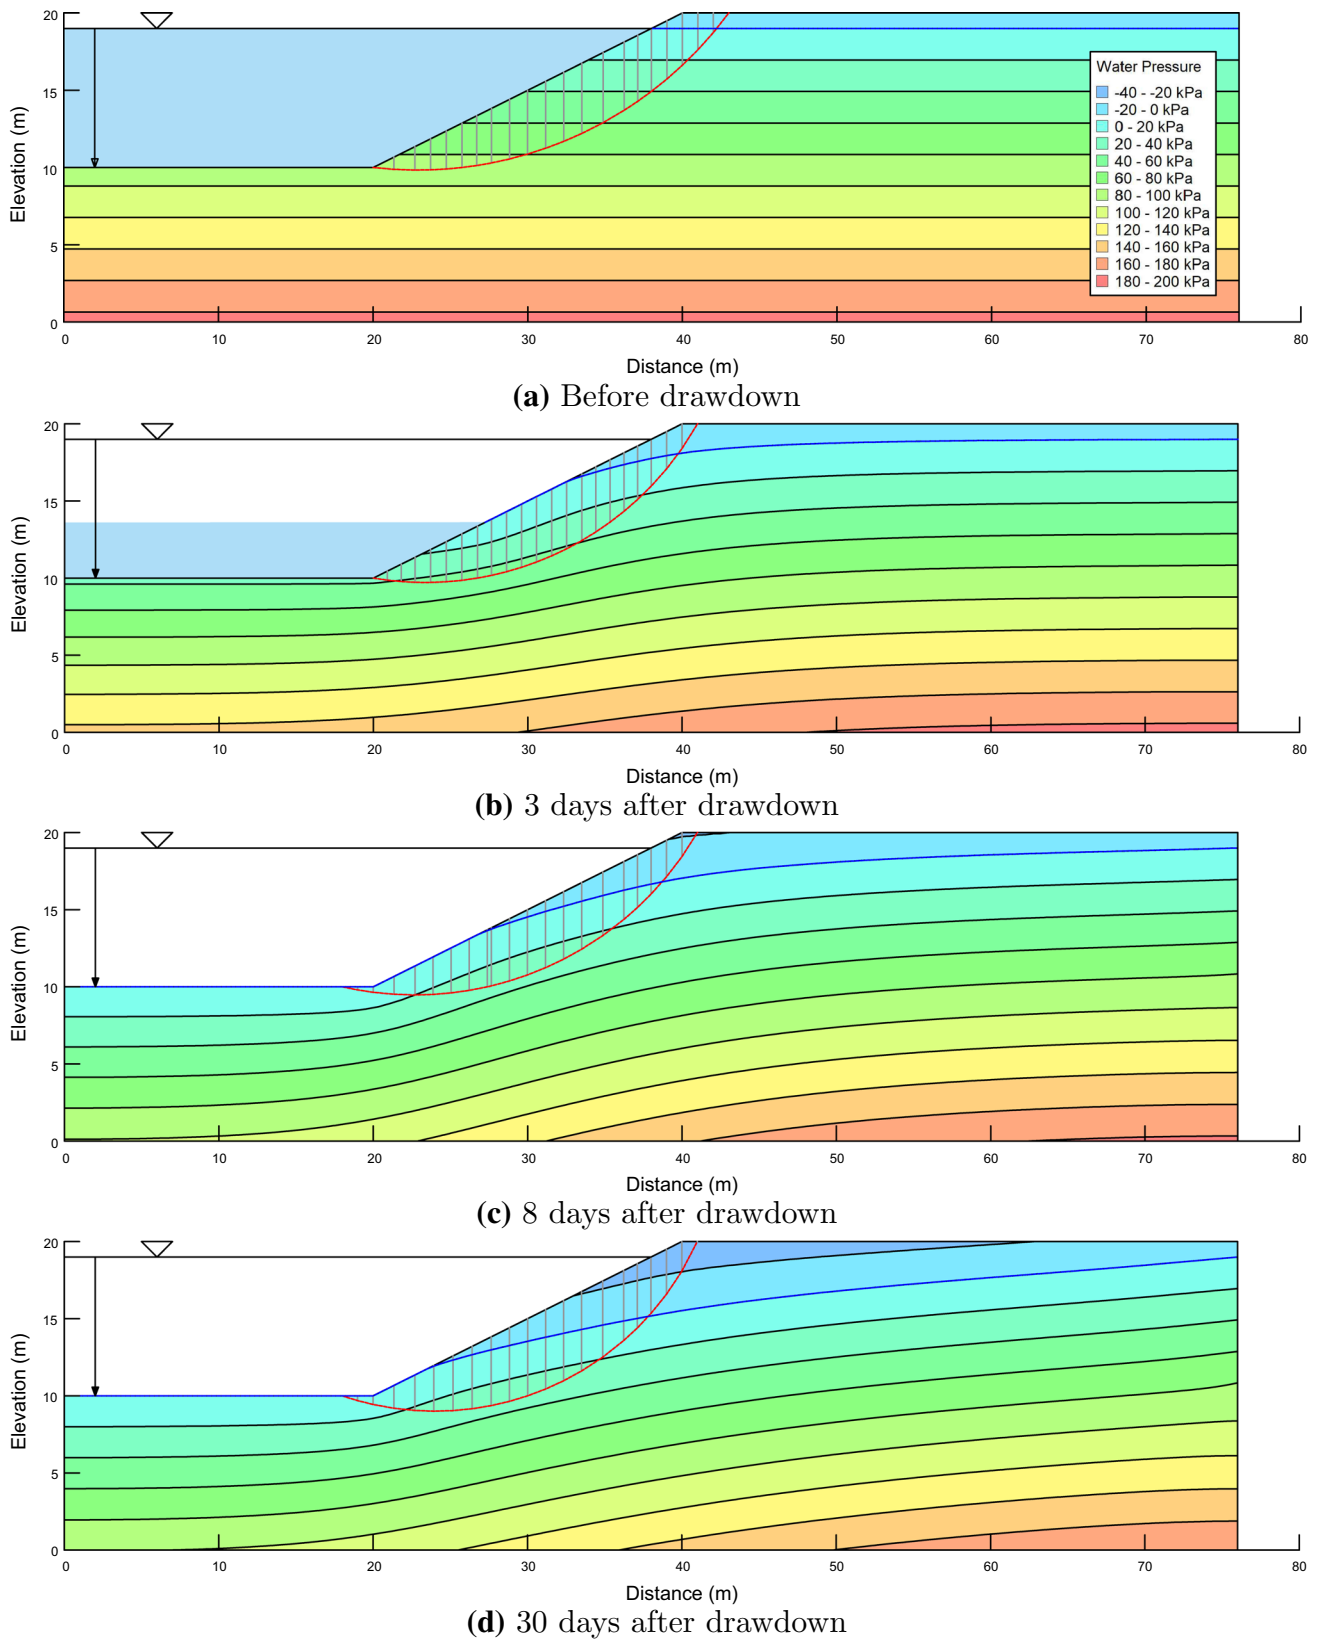 20
15
10
5
0
Elevation (m)
Water Pressure
-40 - -20 kPa
-20 - 0 kPa
0 - 20 kPa
20 - 40 kPa
40 - 60 kPa
60 - 80 kPa
80 - 100 kPa
100 - 120 kPa
120 - 140 kPa
140 - 160 kPa
160 - 180 kPa
180 - 200 kPa
0 10 20 30 40 50 60 70 80
Distance (m)
(a) Before drawdown
20
15
10
5
0
Elevation (m)
0 10 20 30 40 50 60 70 80
Distance (m)
(b) 3 days after drawdown
20
15
10
5
0
Elevation (m)
0 10 20 30 40 50 60 70 80
Distance (m)
(c) 8 days after drawdown
20
15
10
5
0
Elevation (m)
0 10 20 30 40 50 60 70 80
Distance (m)
(d) 30 days after drawdown